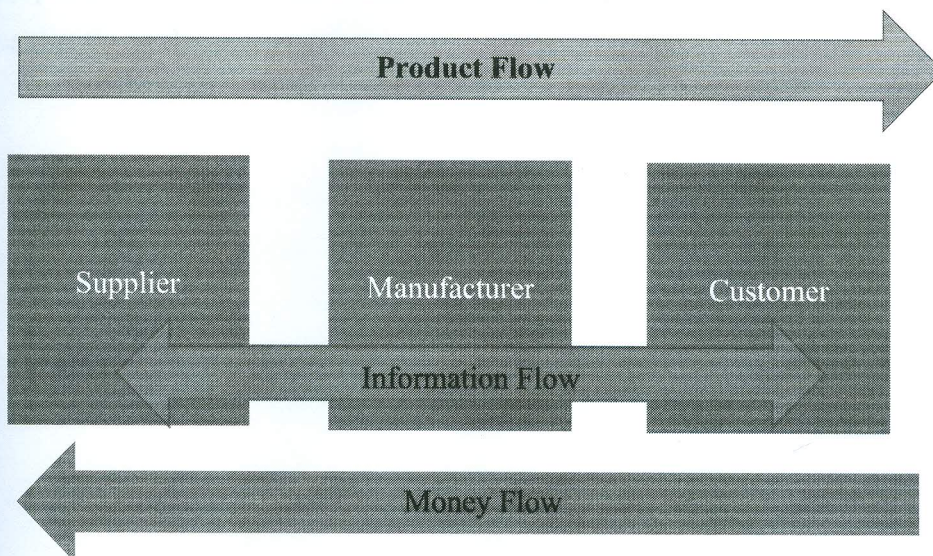 Product Flow
Supplier
Manufacturer
Customer
Information Flow
Money Flow